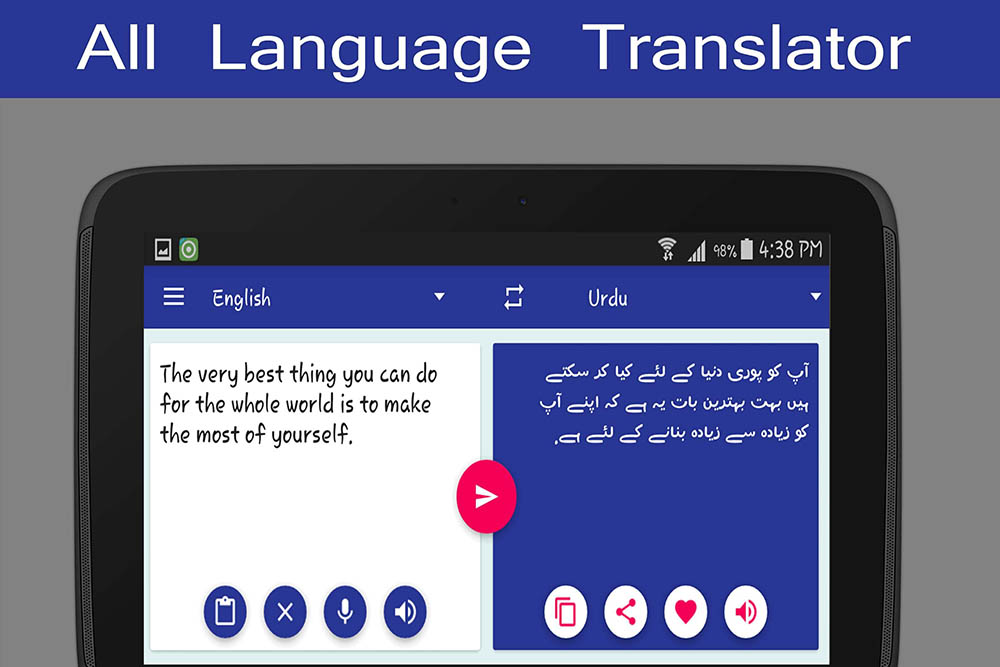 All Language Translator
98% 4:38 PM
English
Urdu
The very best thing you can do
for the whole world is to make
the most of yourself.
آپ کو پوری دنیا کے لئے کیا کر سکتے
ہیں بہت بہترین بات یہ ہے کہ اپنے آپ
کو زیادہ سے زیادہ بنانے کے لئے ہے.